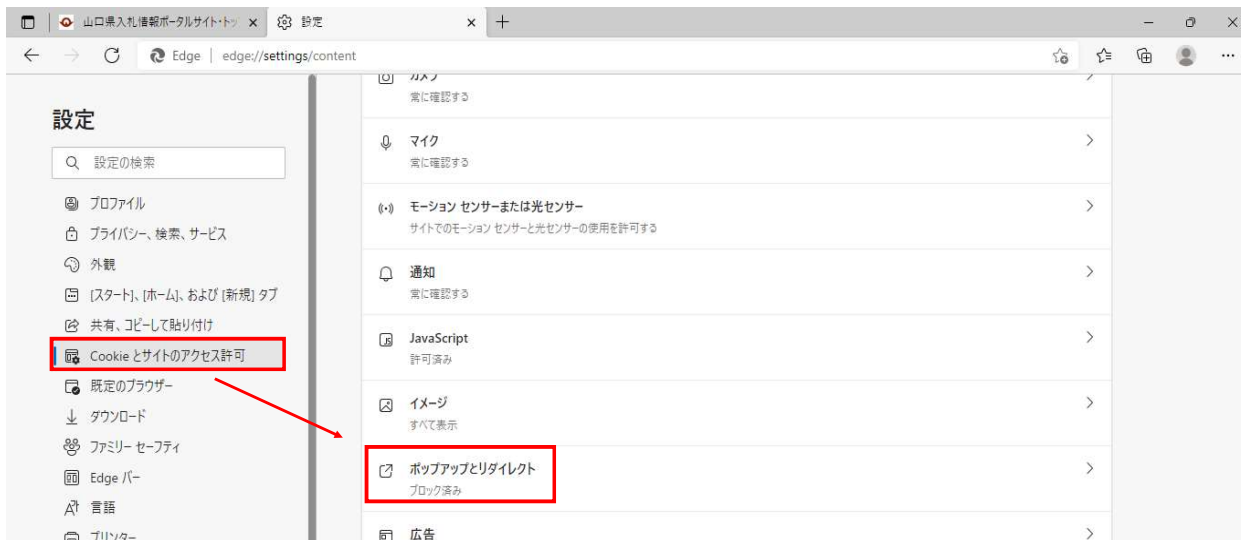 山口県入札情報ポータルサイト・トッ
設定
Edge
edge://settings/content
設定
設定の検索
プロファイル
プライバシー、検索、サービス
外観
[スタート]、[ホーム]、および [新規] タブ
共有、コピーして貼り付け
Cookie とサイトのアクセス許可
既定のブラウザー
ダウンロード
ファミリー セーフティ
Edge バー
言語
プリンター
カメラ
常に確認する
マイク
常に確認する
モーション センサーまたは光センサー
サイトでのモーション センサーと光センサーの使用を許可する
通知
常に確認する
JavaScript
許可済み
イメージ
すべて表示
ポップアップとリダイレクト
ブロック済み
広告